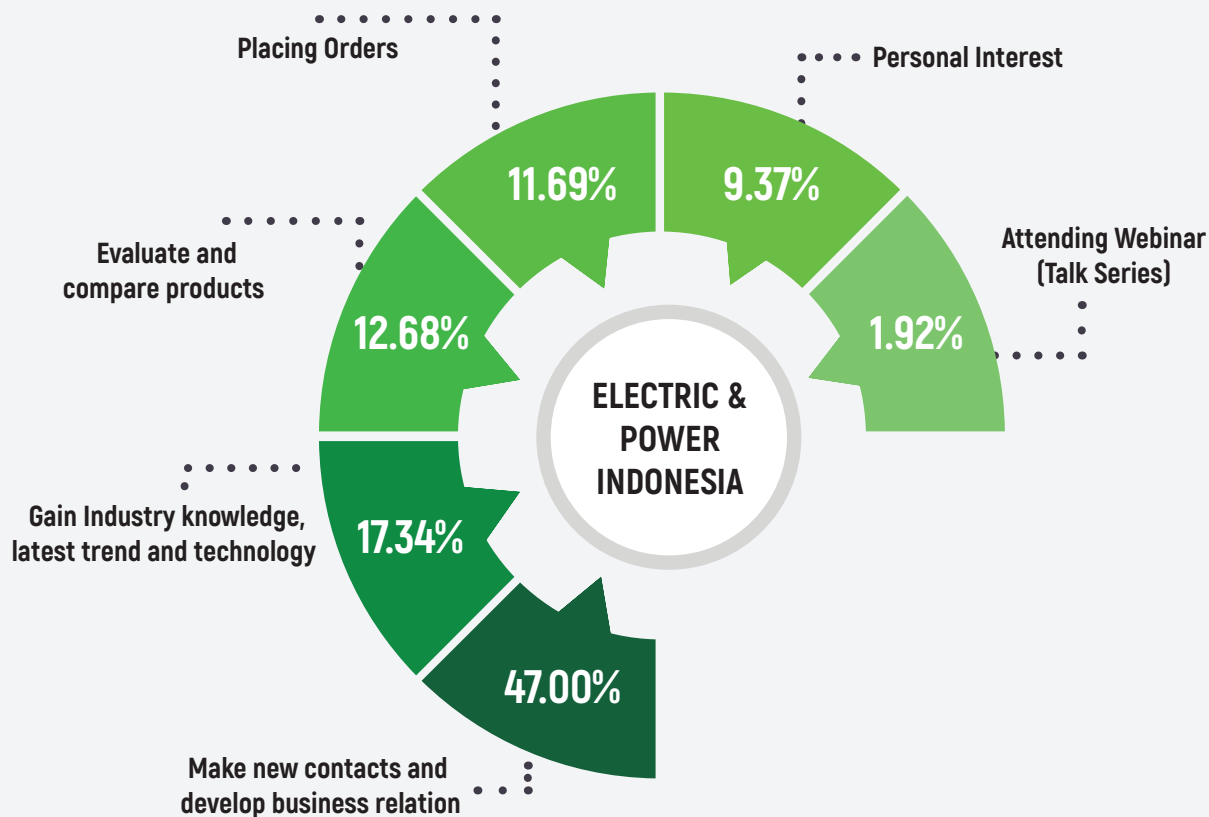 Placing Orders
Personal Interest
11.69%
9.37%
Evaluate and
compare products
Attending Webinar
(Talk Series)
12.68%
1.92%
ELECTRIC &
POWER
INDONESIA
Gain Industry knowledge,
latest trend and technology
17.34%
47.00%
Make new contacts and
develop business relation